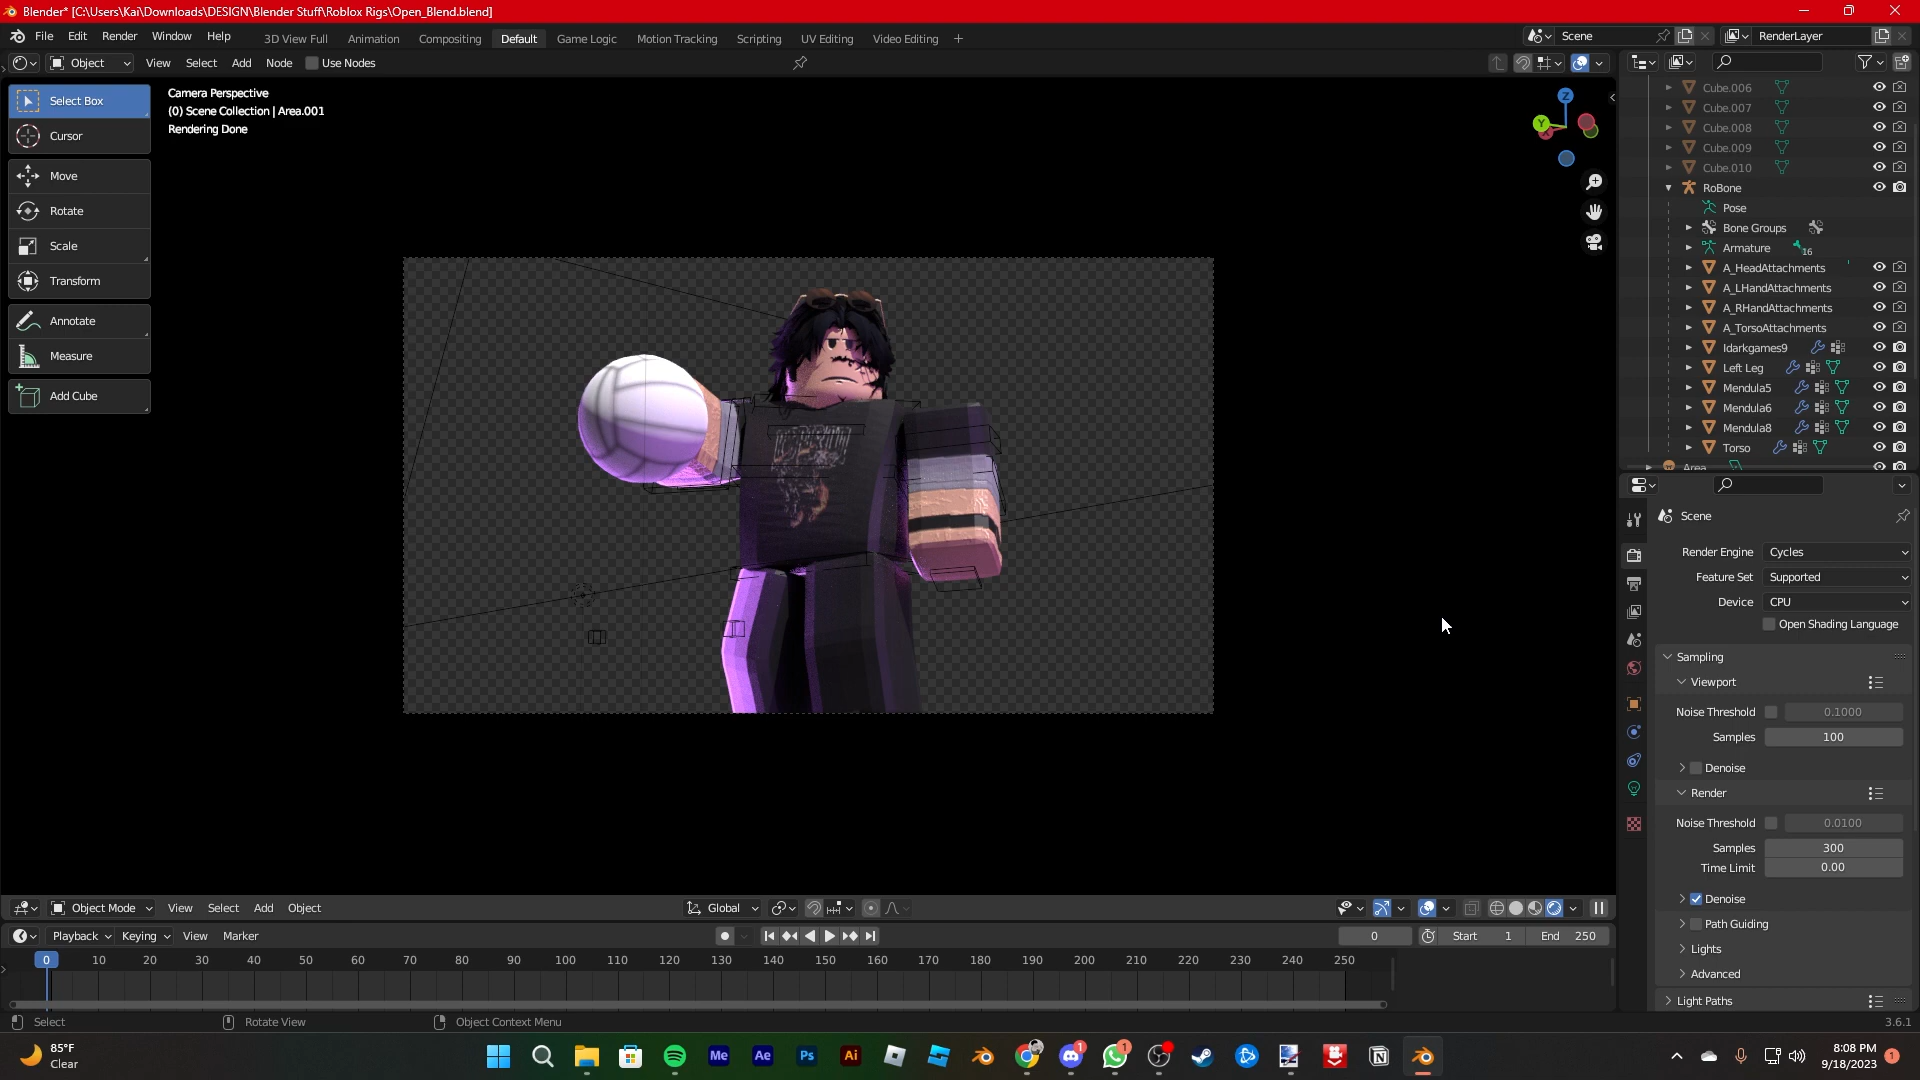 Blender* [C:\Users\Kai\Downloads\DESIGN\Blender Stuff\Roblox Rigs\Open_Blend.blend]
File Edit Render Window Help 3D View Full Animation Compositing Default Game Logic Motion Tracking Scripting UV Editing Video Editing + Scene RenderLayer
Object View Select Add Node Use Nodes
Select Box
Cursor
Move
Rotate
Scale
Transform
Annotate
Measure
Add Cube
Camera Perspective
(0) Scene Collection | Area.001
Rendering Done
Z
Y
Cube.006
Cube.007
Cube.008
Cube.009
Cube.010
RoBone
Pose
Bone Groups
Armature 16
A_HeadAttachments
A_LHandAttachments
A_RHandAttachments
A_TorsoAttachments
Idarkgames9
Left Leg
Mendula5
Mendula6
Mendula8
Torso
Area
Scene
Render Engine Cycles
Feature Set Supported
Device CPU
Open Shading Language
Sampling
Viewport
Noise Threshold 0.1000
Samples 100
Denoise
Render
Noise Threshold 0.0100
Samples 300
Time Limit 0.00
Denoise
Path Guiding
Lights
Advanced
Light Paths
Object Mode View Select Add Object Global
Playback Keying View Marker 0 Start 1 End 250
0 10 20 30 40 50 60 70 80 90 100 110 120 130 140 150 160 170 180 190 200 210 220 230 240 250
Select Rotate View Object Context Menu 3.6.1
85°F
Clear
Me Ae Ps Ai 1 1
8:08 PM
9/18/2023 1